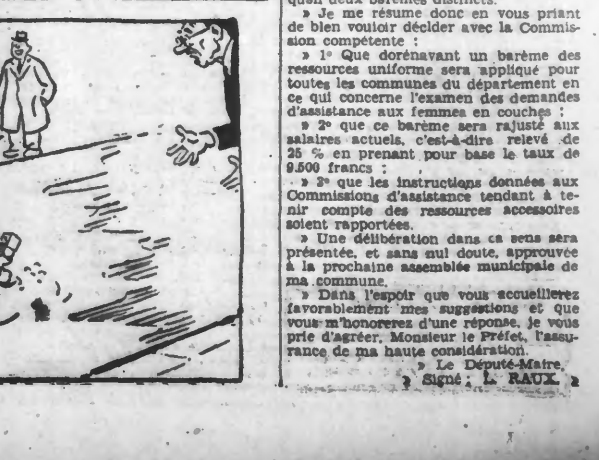 quen deux barèmes distincts.
» Je me résume donc en vous priant
de bien vouloir décider avec la Commis-
sion compétente :
» 1° Que dorénavant un barème des
ressources uniforme sera appliqué pour
toutes les communes du département en
ce qui concerne l'examen des demandes
d'assistance aux femmes en couches ;
» 2° que ce barème sera rajusté aux
salaires actuels, c'est-à-dire relevé de
25 % en prenant pour base le taux de
9.500 francs ;
» 3° que les instructions données aux
Commissions d'assistance tendant à te-
nir compte des ressources accessoires
soient rapportées.
» Une délibération dans ce sens sera
présentée, et sans nul doute, approuvée
à la prochaine assemblée municipale de
ma commune.
» Dans l'espoir que vous accueillerez
favorablement mes suggestions et que
vous m'honorerez d'une réponse, je vous
prie d'agréer, Monsieur le Préfet, l'assu-
rance de ma haute considération.
» Le Député-Maire,
» Signé : L. RAUX. »